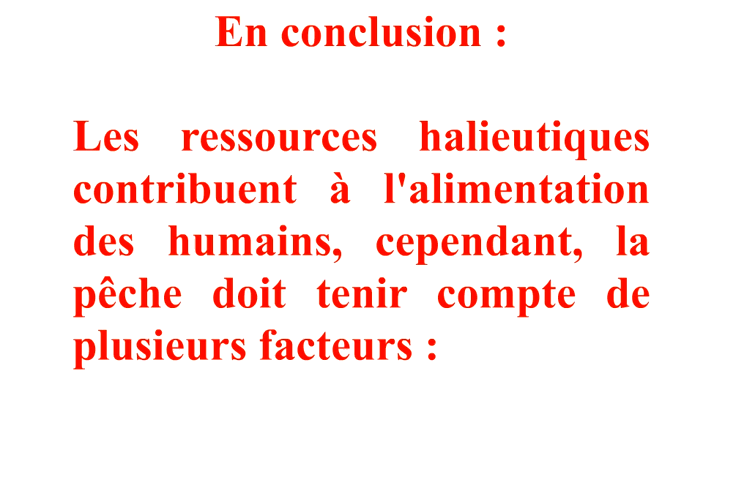 En conclusion :
Les ressources halieutiques
contribuent à l'alimentation
des humains, cependant, la
pêche doit tenir compte de
plusieurs facteurs :